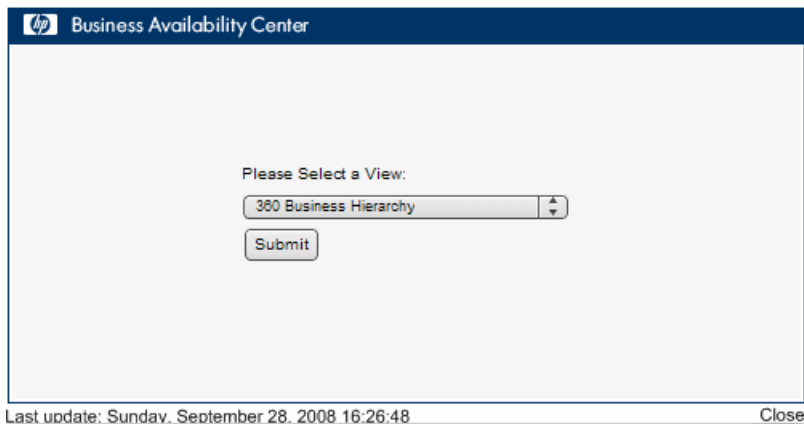 hp Business Availability Center
Please Select a View:
360 Business Hierarchy
Submit
Last update: Sunday, September 28, 2008 16:26:48
Close